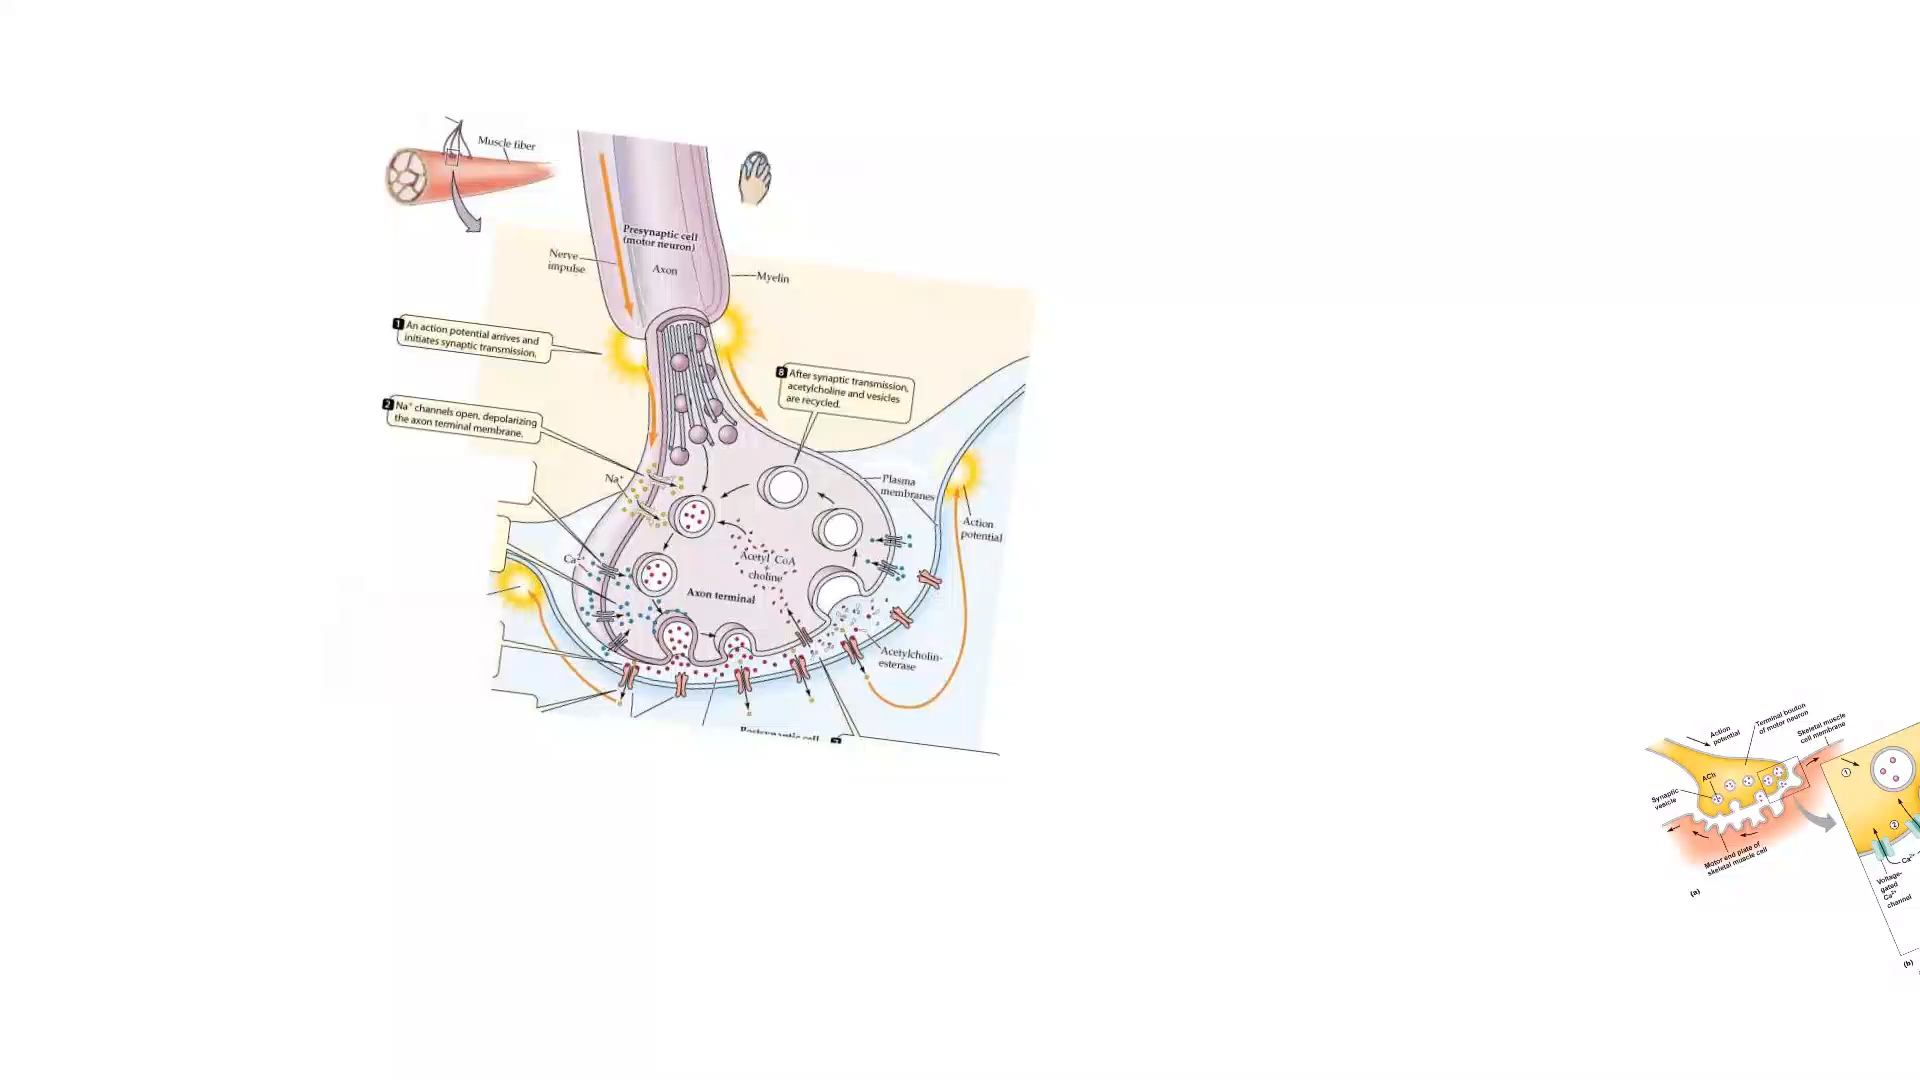 Muscle fiber
Presynaptic cell
(motor neuron)
Nerve
impulse
Axon
Myelin
1 An action potential arrives and
initiates synaptic transmission.
8 After synaptic transmission,
acetylcholine and vesicles
are recycled.
2 Na⁺ channels open, depolarizing
the axon terminal membrane.
Na⁺
Plasma
membranes
Action
potential
Ca²⁺
Acetyl CoA
+
choline
Axon terminal
Acetylcholin-
esterase
Action
potential
Terminal bouton
of motor neuron
Skeletal muscle
cell membrane
ACh
Synaptic
vesicle
Motor end plate of
skeletal muscle cell
(a)
1
2
Ca²⁺
Voltage-
gated
Ca²⁺
channel
(b)